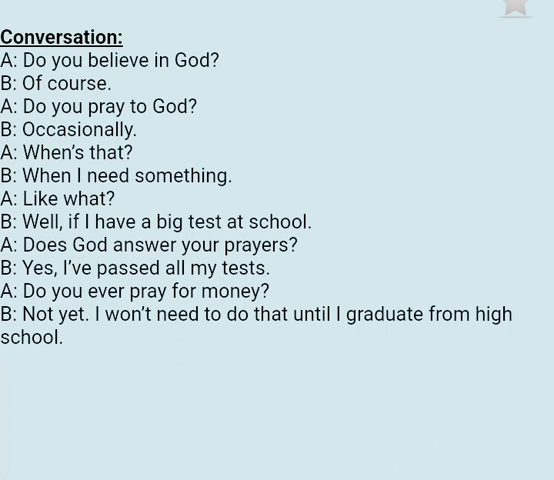 Conversation:
A: Do you believe in God?
B: Of course.
A: Do you pray to God?
B: Occasionally.
A: When’s that?
B: When I need something.
A: Like what?
B: Well, if I have a big test at school.
A: Does God answer your prayers?
B: Yes, I’ve passed all my tests.
A: Do you ever pray for money?
B: Not yet. I won’t need to do that until I graduate from high
school.